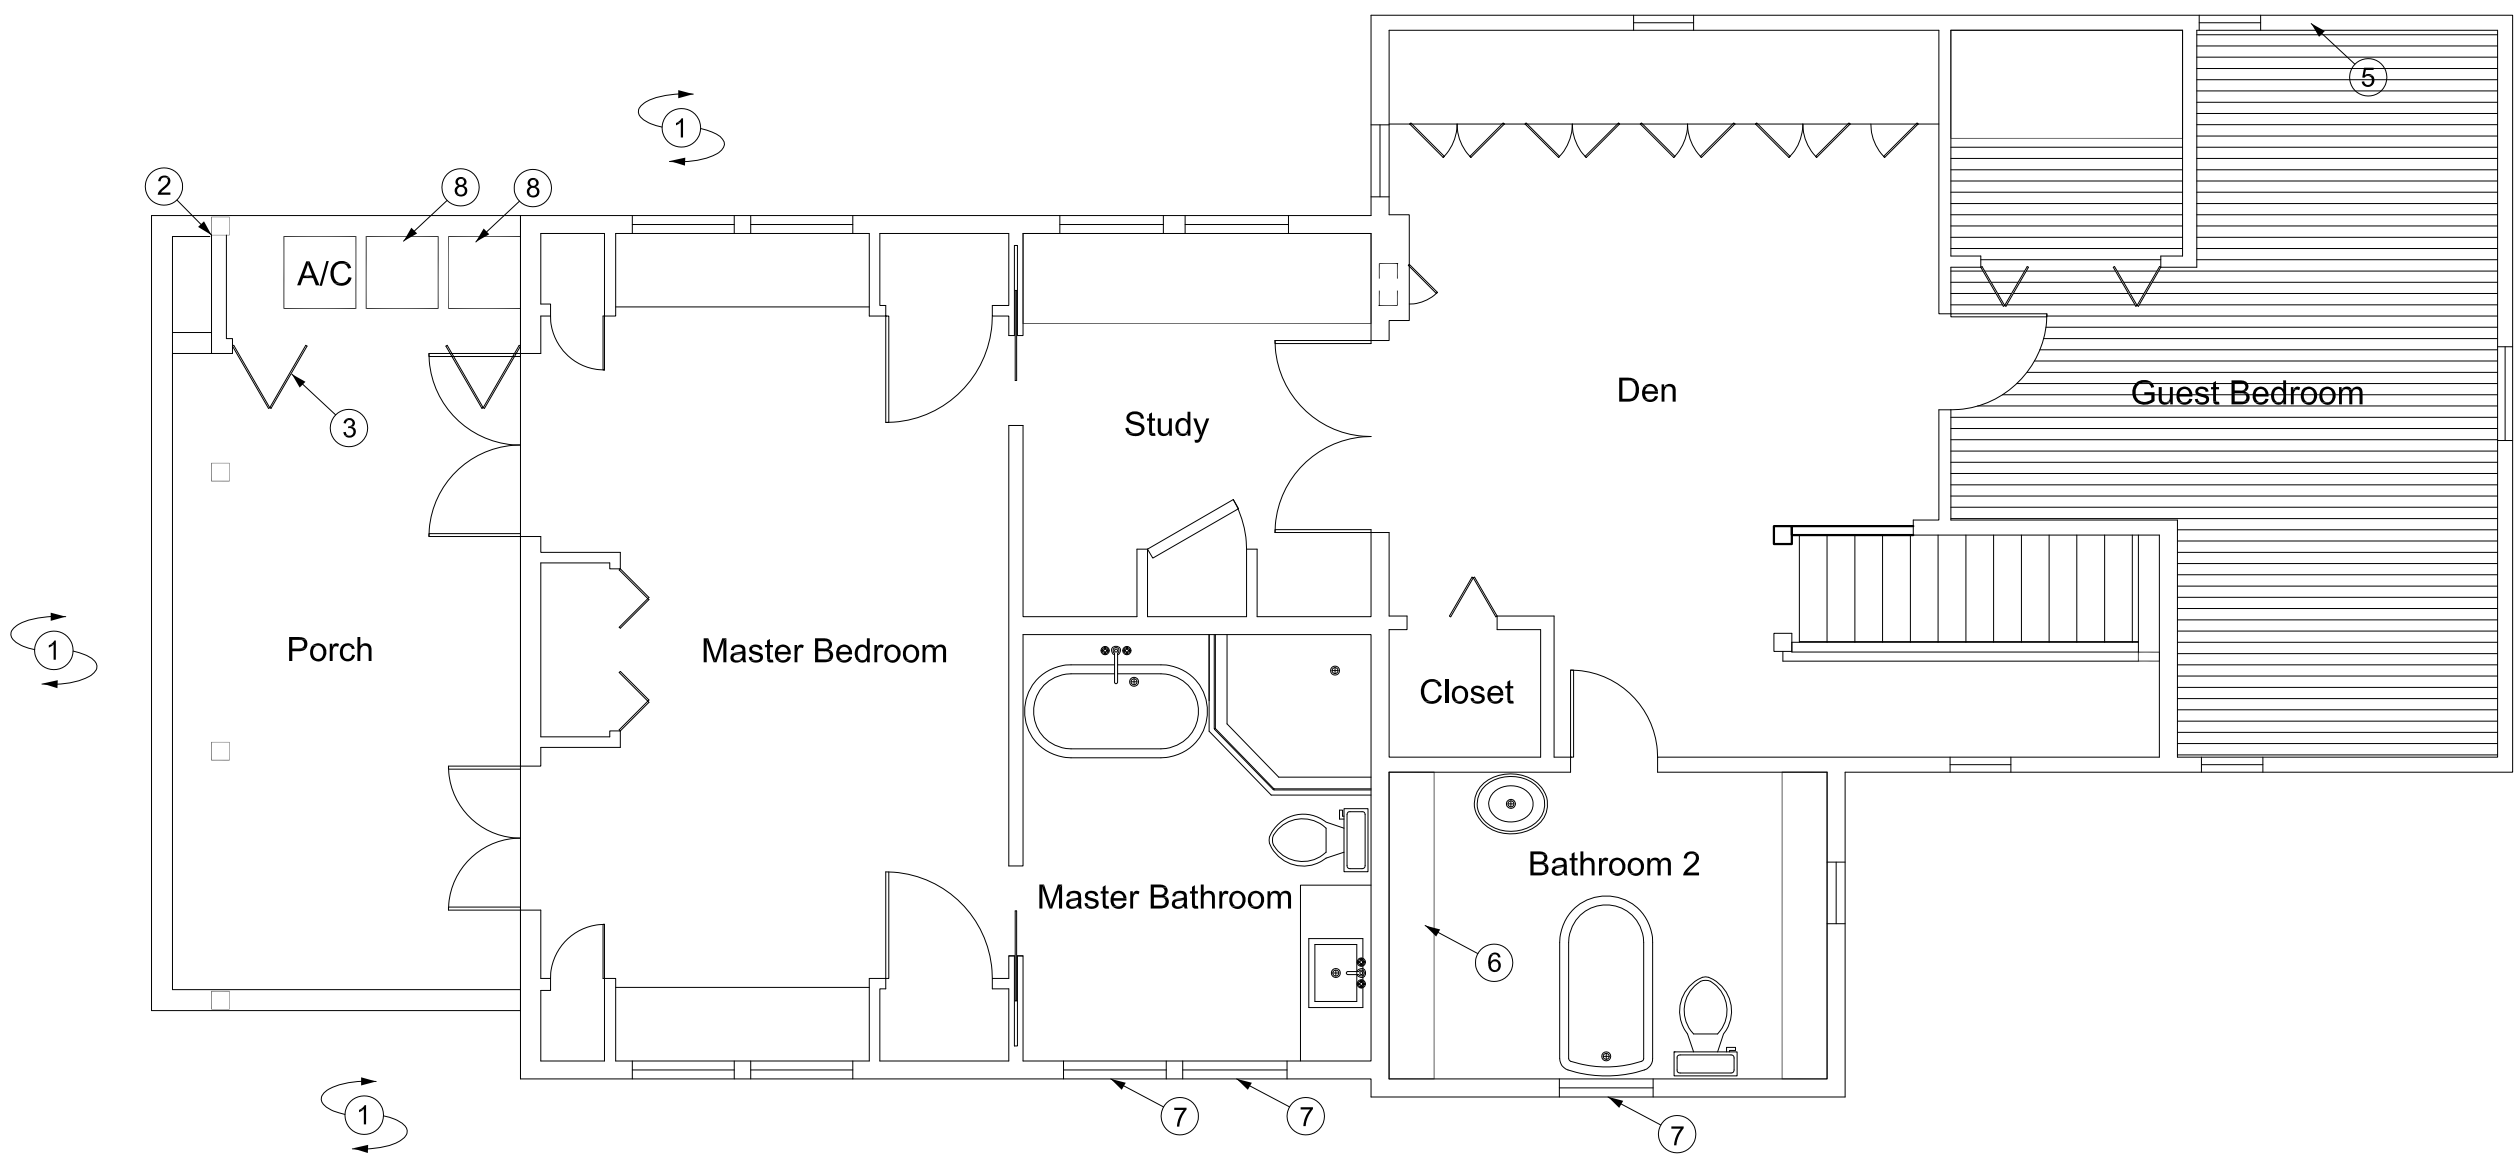 5
1
2
8
8
A/C
Den
Guest Bedroom
Study
3
1
Porch
Master Bedroom
Closet
Bathroom 2
Master Bathroom
6
1
7
7
7